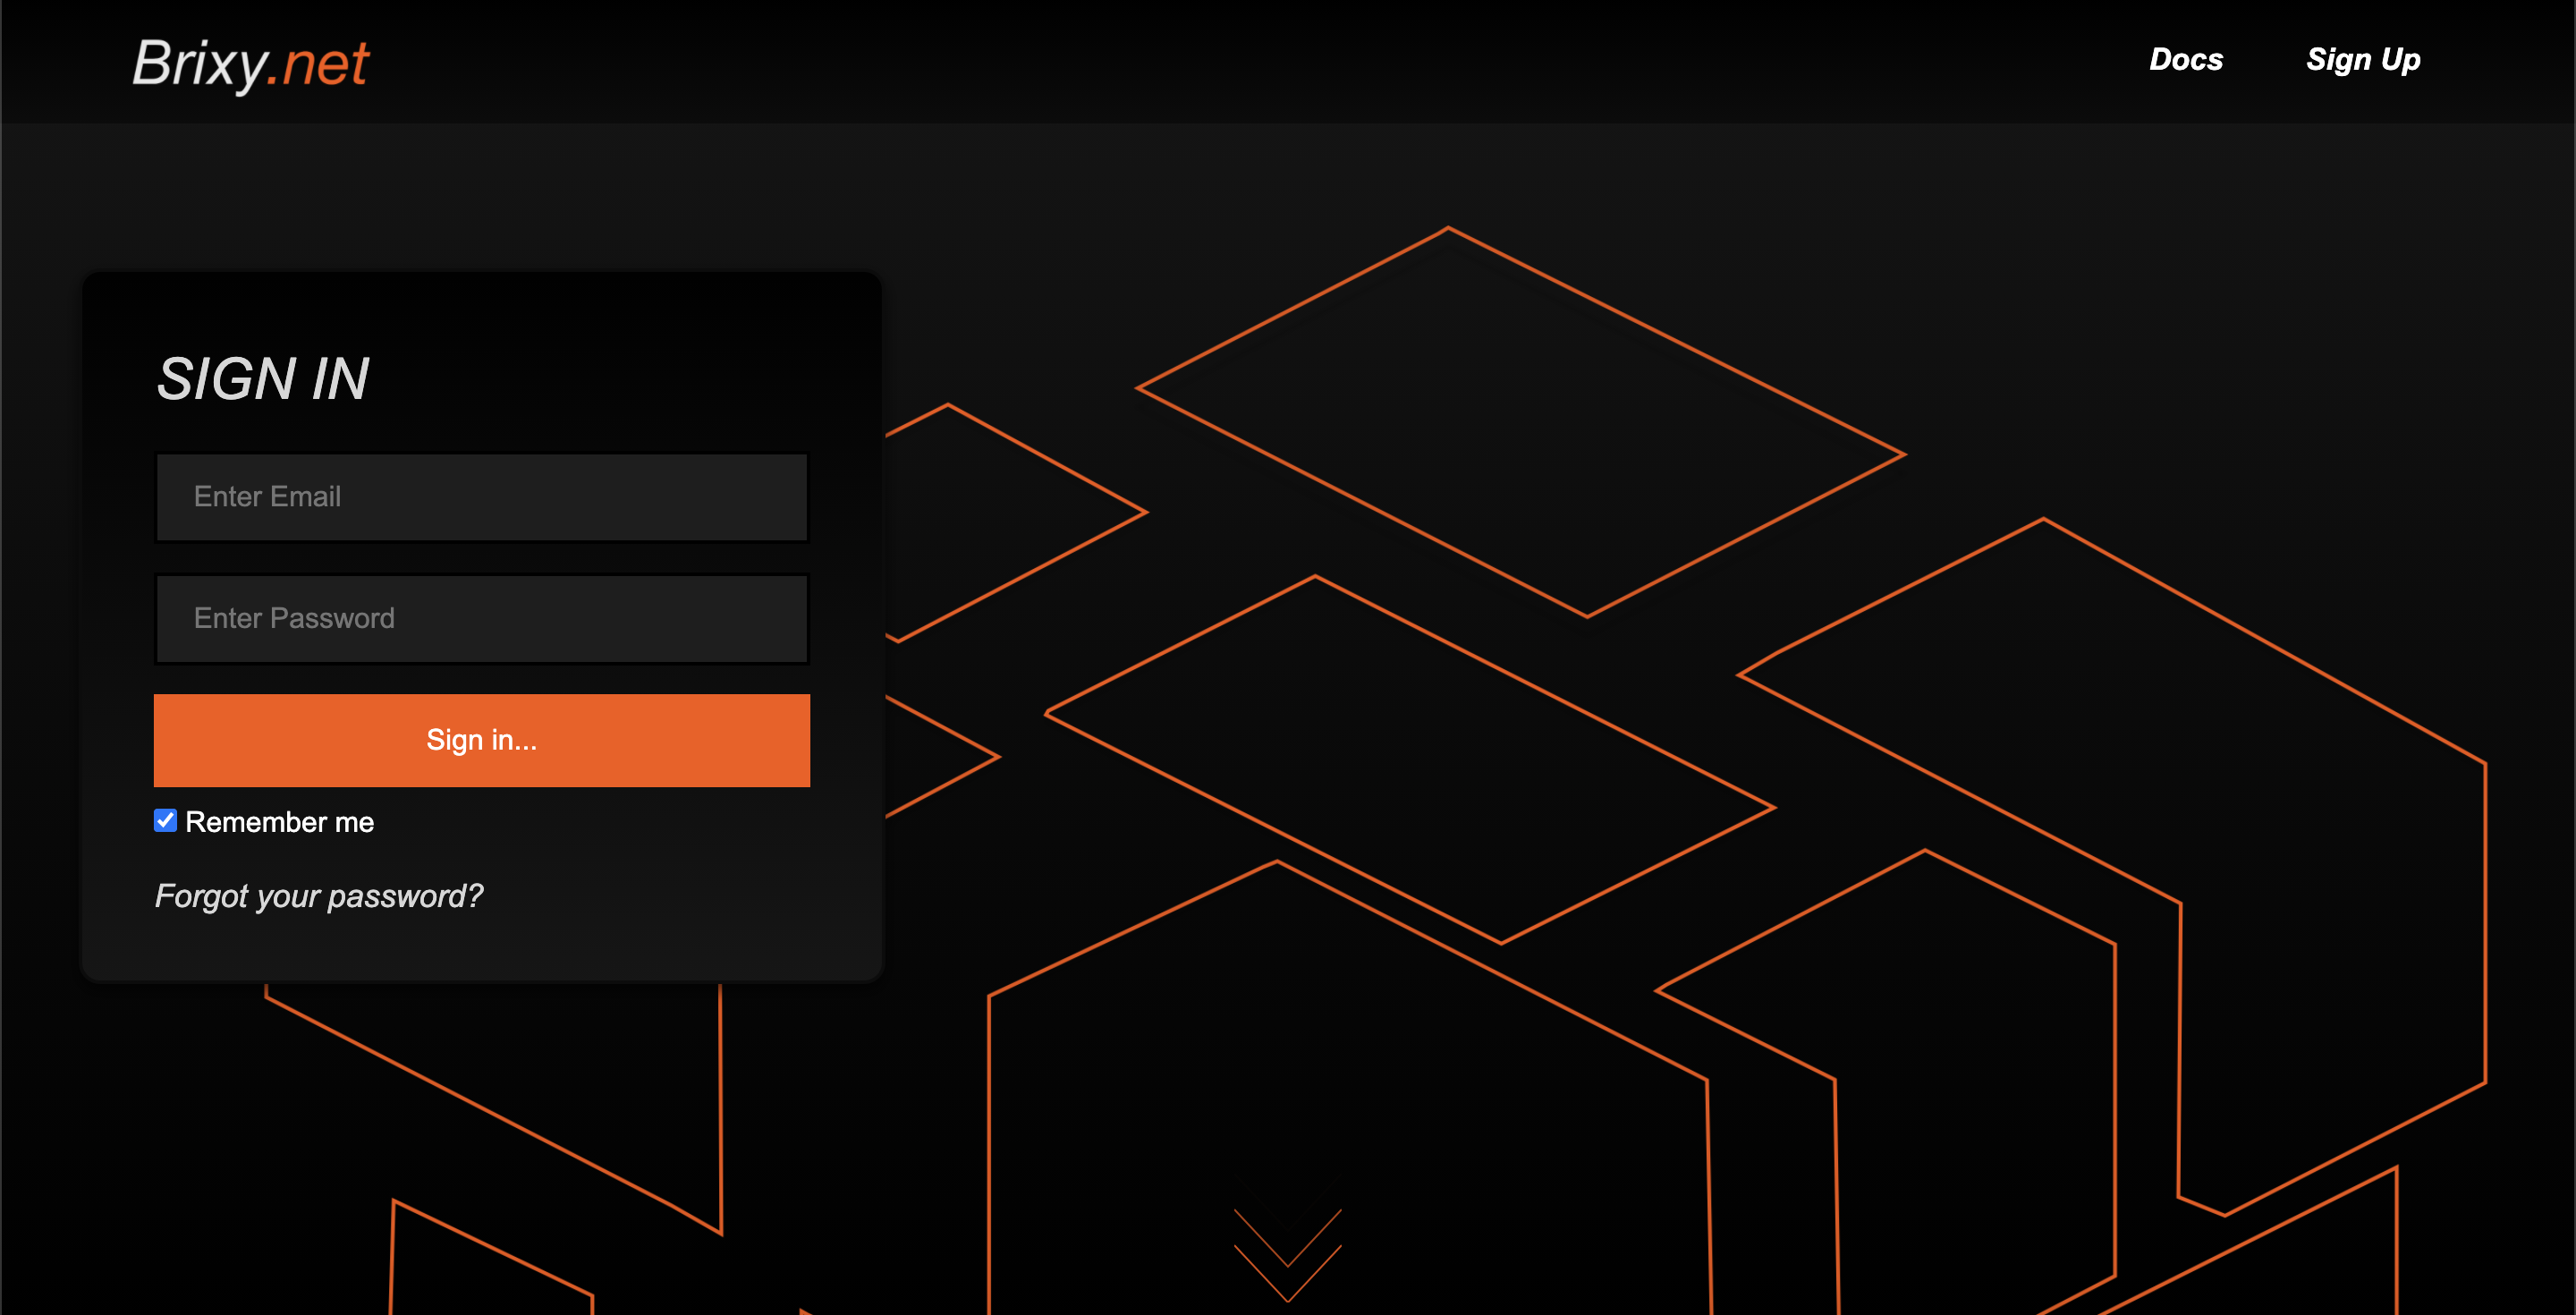 Brixy.net
Docs
Sign Up
SIGN IN
Enter Email
Enter Password
Sign in...
Remember me
Forgot your password?